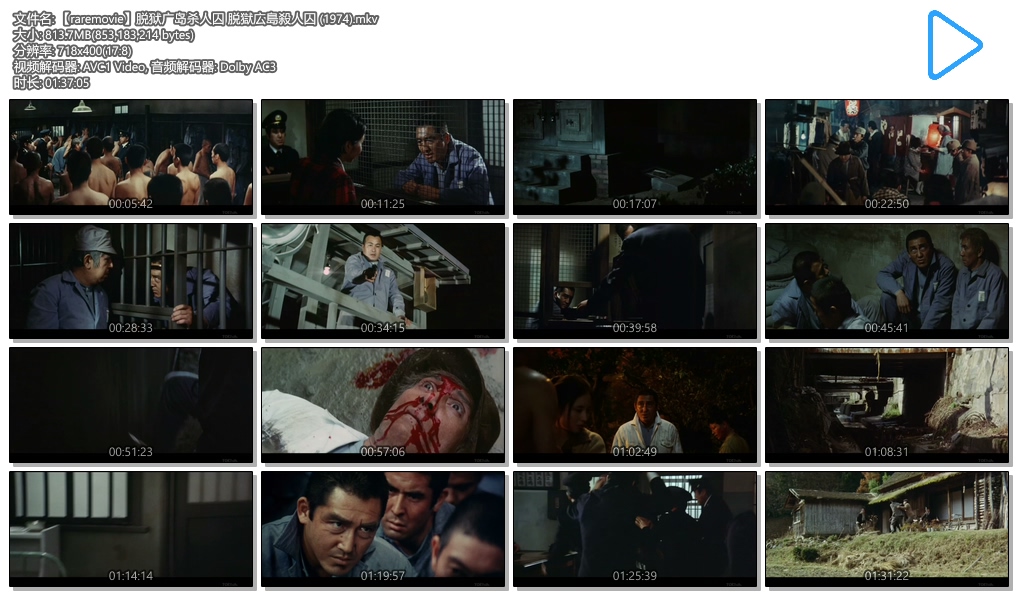 文件名: 【raremovie】脱狱广岛杀人囚 脱獄広島殺人囚 (1974).mkv
大小: 813.7MB(853,183,214 bytes)
分辨率: 718x400(17:8)
视频解码器: AVC1 Video, 音频解码器: Dolby AC3
时长: 01:37:05
00:05:42 00:11:25 00:17:07 00:22:50
00:28:33 00:34:15 00:39:58 00:45:41
00:51:23 00:57:06 01:02:49 01:08:31
01:14:14 01:19:57 01:25:39 01:31:22